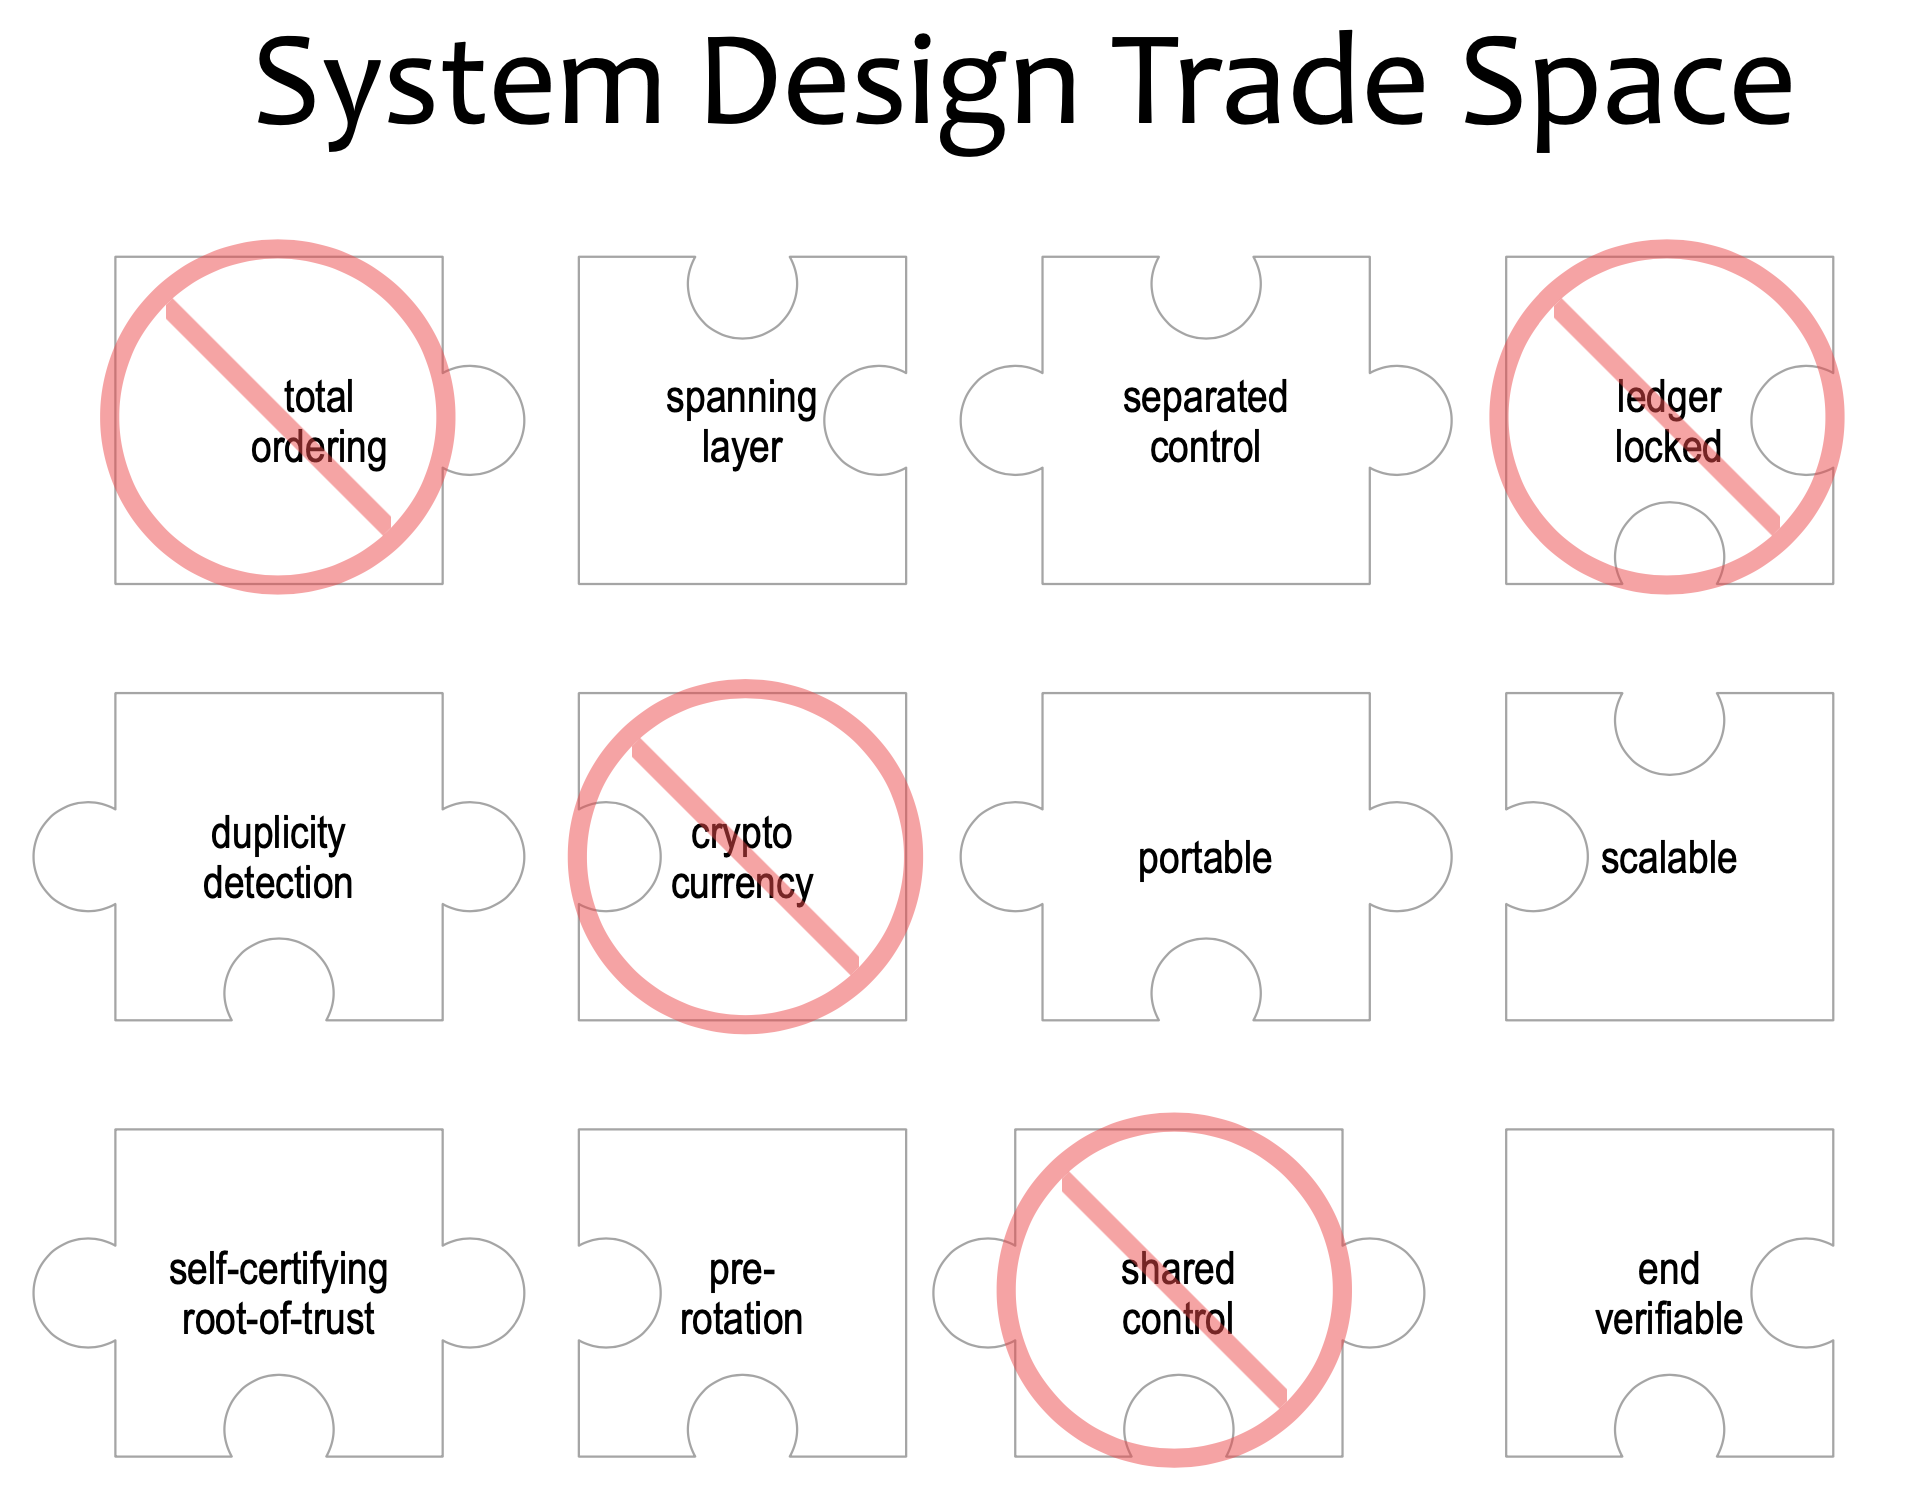 System Design Trade Space
total
ordering
spanning
layer
separated
control
ledger
locked
duplicity
detection
crypto
currency
portable
scalable
self-certifying
root-of-trust
pre-
rotation
shared
control
end
verifiable